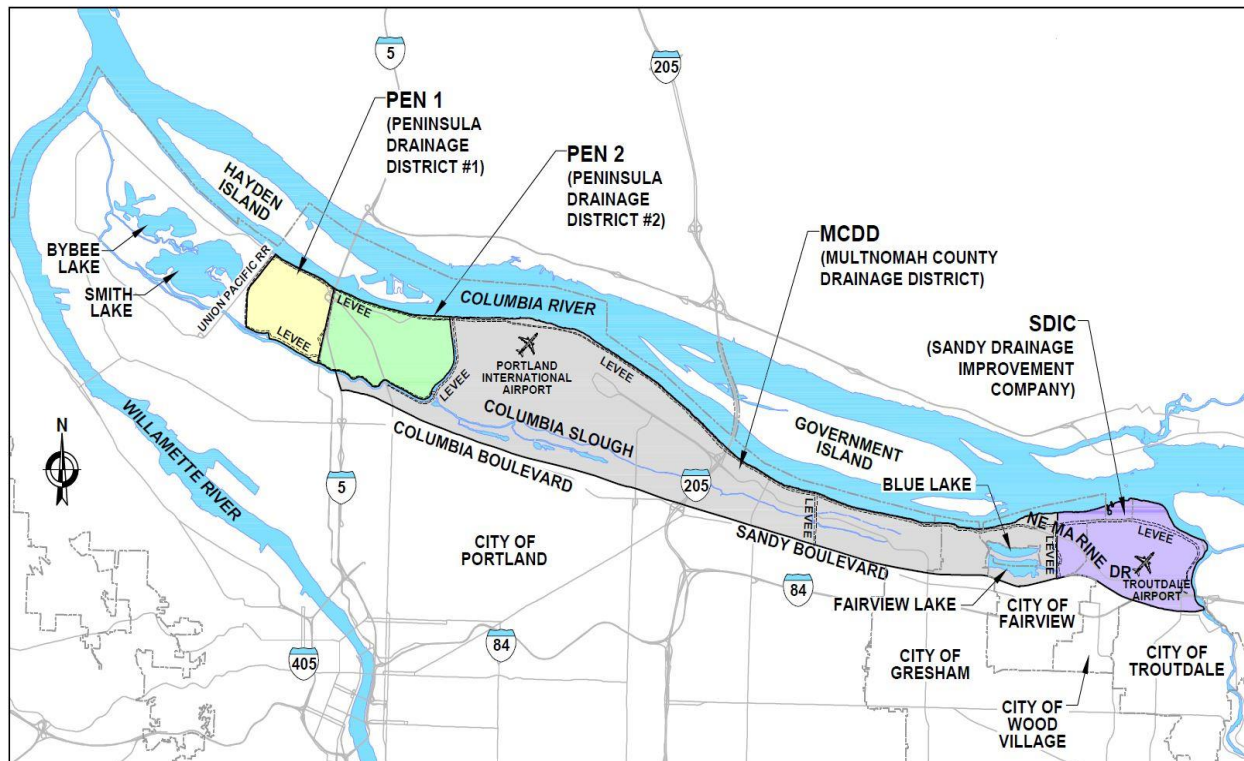 5
205
PEN 1
(PENINSULA
DRAINAGE
DISTRICT #1)
PEN 2
(PENINSULA
DRAINAGE
DISTRICT #2)
HAYDEN
ISLAND
MCDD
(MULTNOMAH COUNTY
DRAINAGE DISTRICT)
BYBEE
LAKE
SMITH
LAKE
UNION PACIFIC RR
COLUMBIA RIVER
SDIC
(SANDY DRAINAGE
IMPROVEMENT
COMPANY)
LEVEE
LEVEE
LEVEE
LEVEE
PORTLAND
INTERNATIONAL
AIRPORT
COLUMBIA SLOUGH
COLUMBIA BOULEVARD
GOVERNMENT
ISLAND
N
WILLAMETTE RIVER
5
205
BLUE LAKE
LEVEE
SANDY BOULEVARD
NE MARINE
DR
LEVEE
LEVEE
TROUTDALE
AIRPORT
CITY OF
PORTLAND
84
FAIRVIEW LAKE
CITY OF
FAIRVIEW
84
405
CITY OF
GRESHAM
CITY OF
TROUTDALE
CITY OF
WOOD
VILLAGE